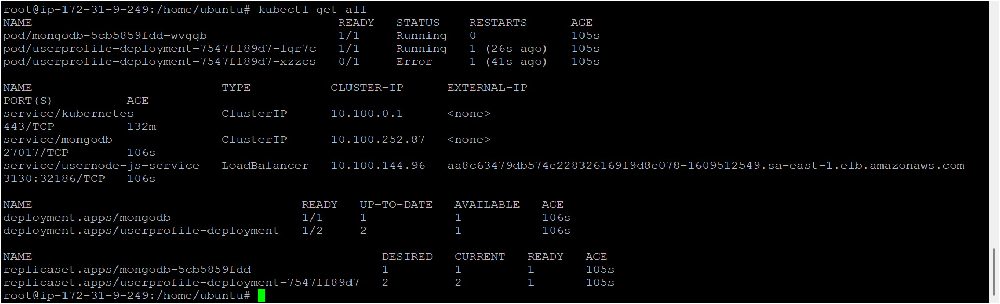 root@ip-172-31-9-249:/home/ubuntu# kubectl get all
NAME                                          READY   STATUS    RESTARTS      AGE
pod/mongodb-5cb5859fdd-wvggb                  1/1     Running   0             105s
pod/userprofile-deployment-7547ff89d7-lqr7c   1/1     Running   1 (26s ago)   105s
pod/userprofile-deployment-7547ff89d7-xzzcs   0/1     Error     1 (41s ago)   105s

NAME                          TYPE           CLUSTER-IP      EXTERNAL-IP
PORT(S)          AGE
service/kubernetes            ClusterIP      10.100.0.1      <none>
443/TCP          132m
service/mongodb               ClusterIP      10.100.252.87   <none>
27017/TCP        106s
service/usernode-js-service   LoadBalancer   10.100.144.96   aa8c63479db574e228326169f9d8e078-1609512549.sa-east-1.elb.amazonaws.com
3130:32186/TCP   106s

NAME                                     READY   UP-TO-DATE   AVAILABLE   AGE
deployment.apps/mongodb                  1/1     1            1           106s
deployment.apps/userprofile-deployment   1/2     2            1           106s

NAME                                                DESIRED   CURRENT   READY   AGE
replicaset.apps/mongodb-5cb5859fdd                  1         1         1       105s
replicaset.apps/userprofile-deployment-7547ff89d7   2         2         1       105s
root@ip-172-31-9-249:/home/ubuntu#